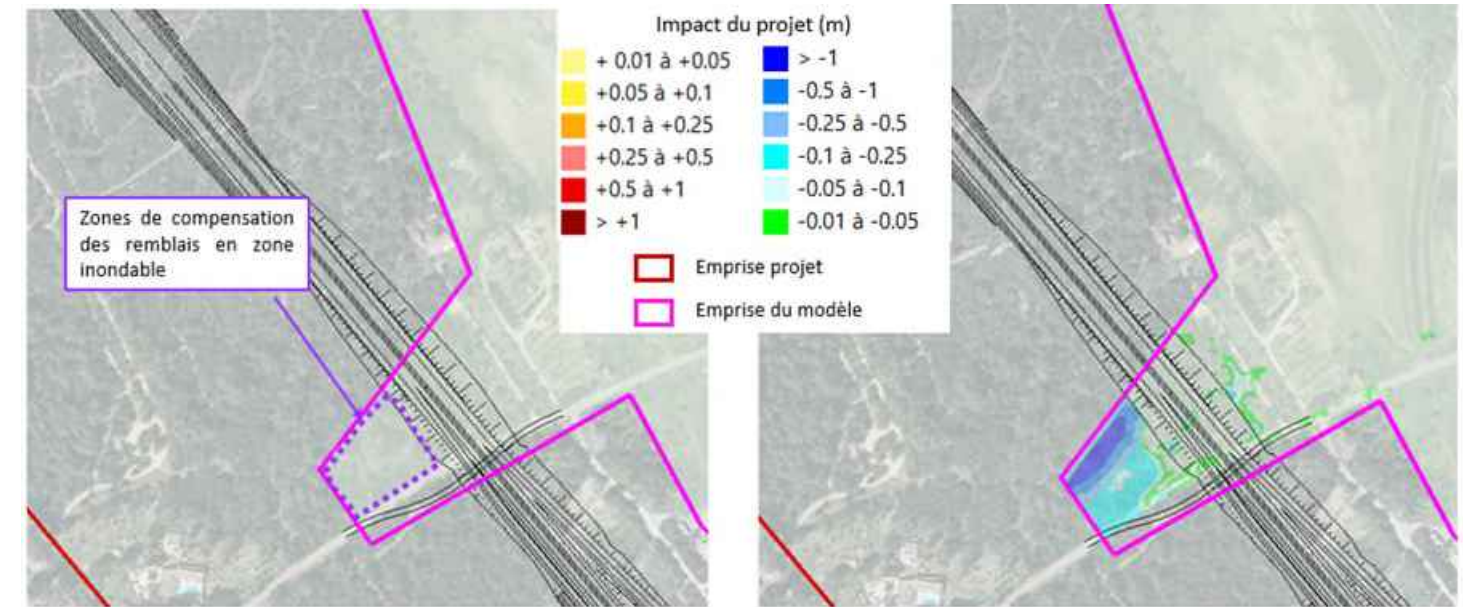 Impact du projet (m)
+ 0.01 à +0.05
+0.05 à +0.1
+0.1 à +0.25
+0.25 à +0.5
+0.5 à +1
> +1
> -1
-0.5 à -1
-0.25 à -0.5
-0.1 à -0.25
-0.05 à -0.1
-0.01 à -0.05
Emprise projet
Emprise du modèle
Zones de compensation
des remblais en zone
inondable